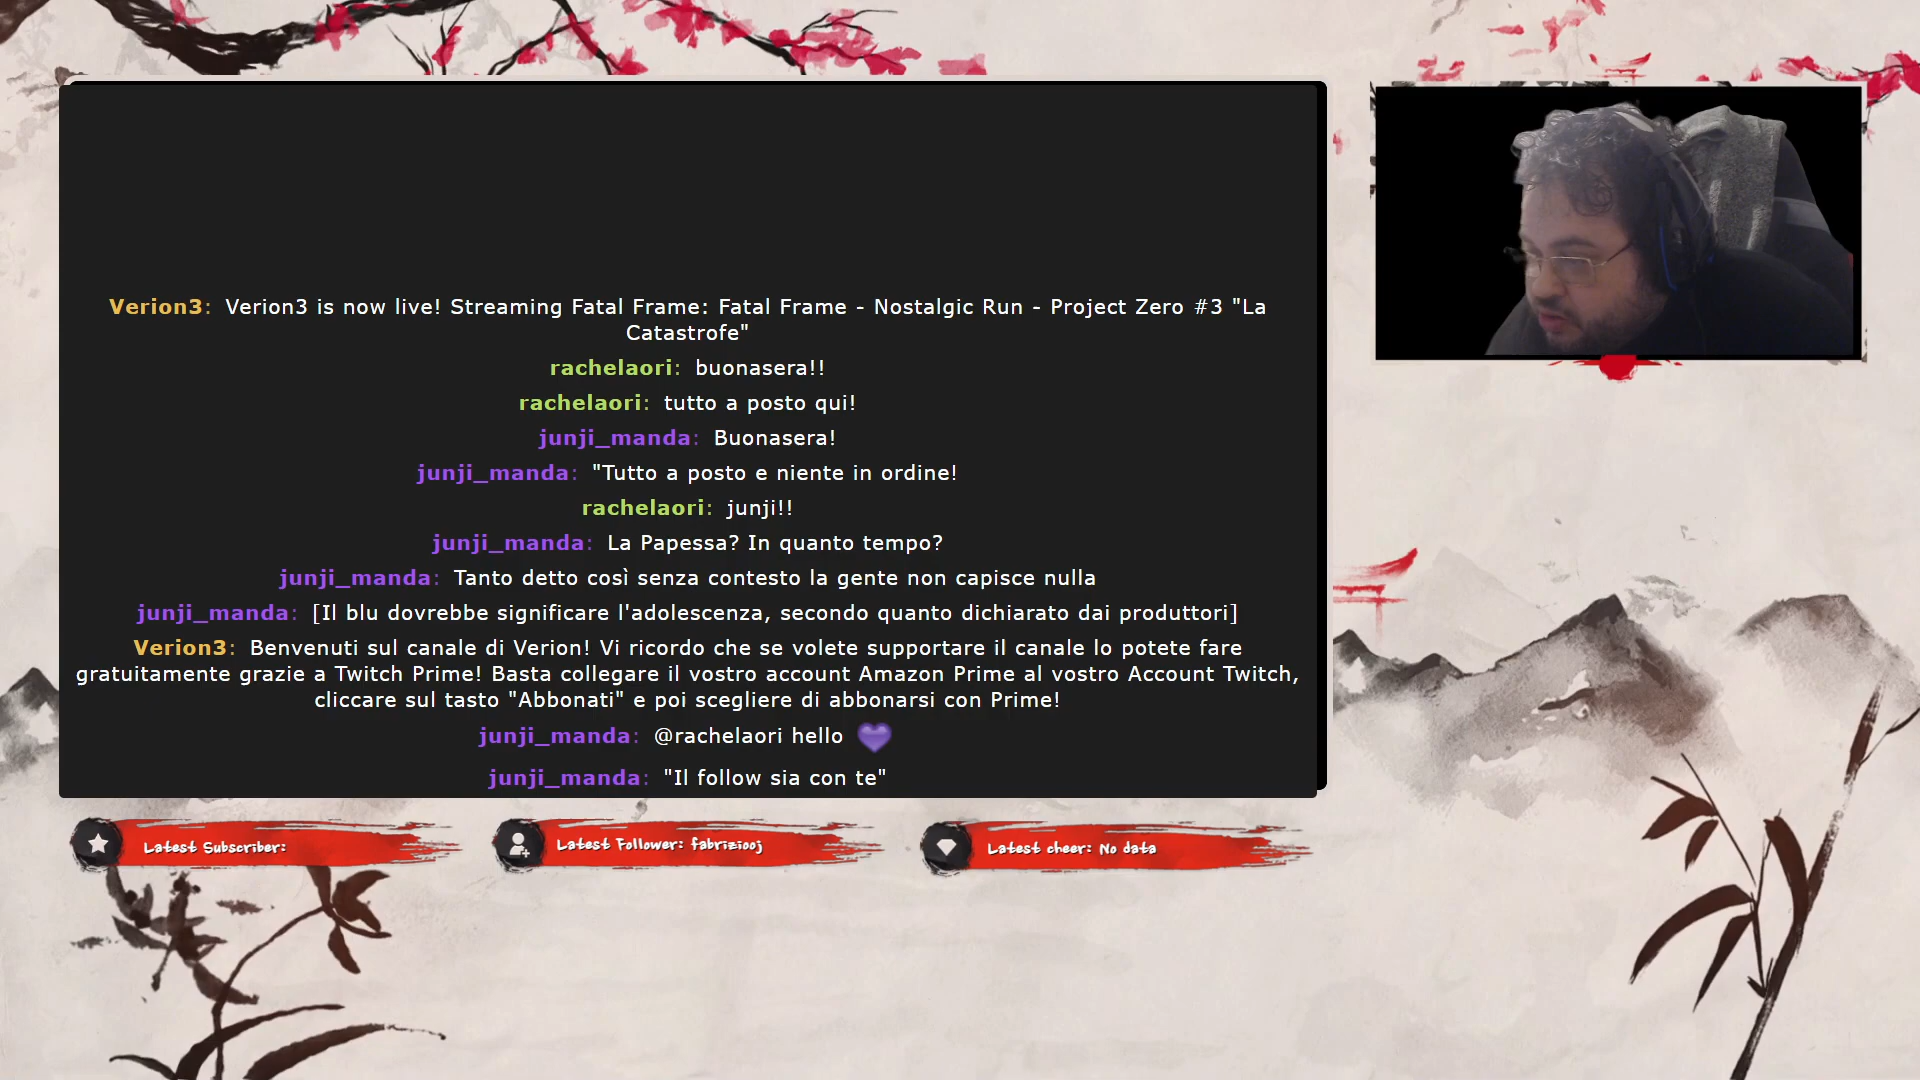 Verion3: Verion3 is now live! Streaming Fatal Frame: Fatal Frame - Nostalgic Run - Project Zero #3 "La
Catastrofe"
rachelaori: buonasera!!
rachelaori: tutto a posto qui!
junji_manda: Buonasera!
junji_manda: "Tutto a posto e niente in ordine!
rachelaori: junji!!
junji_manda: La Papessa? In quanto tempo?
junji_manda: Tanto detto così senza contesto la gente non capisce nulla
junji_manda: [Il blu dovrebbe significare l'adolescenza, secondo quanto dichiarato dai produttori]
Verion3: Benvenuti sul canale di Verion! Vi ricordo che se volete supportare il canale lo potete fare
gratuitamente grazie a Twitch Prime! Basta collegare il vostro account Amazon Prime al vostro Account Twitch,
cliccare sul tasto "Abbonati" e poi scegliere di abbonarsi con Prime!
junji_manda: @rachelaori hello 💜
junji_manda: "Il follow sia con te"
Latest Subscriber:
Latest Follower: fabriziooj
Latest cheer: No data